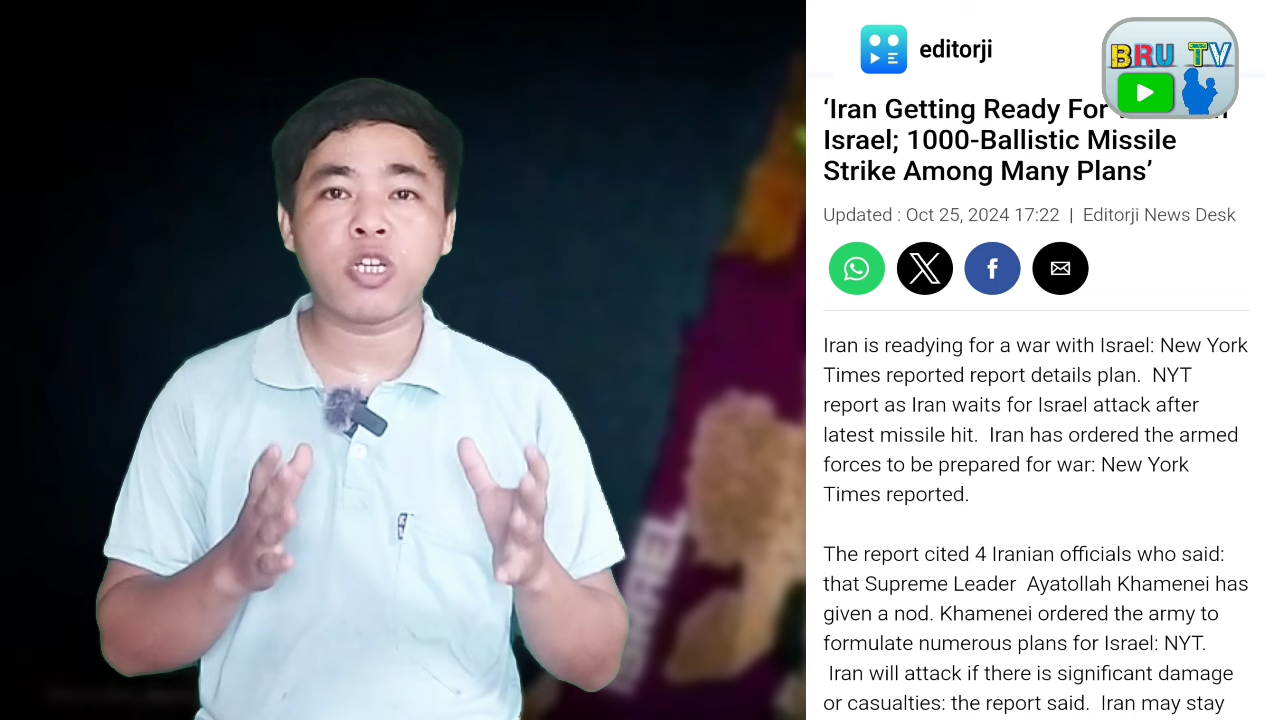 editorji
BRU TV
‘Iran Getting Ready For
Israel; 1000-Ballistic Missile
Strike Among Many Plans’
Updated : Oct 25, 2024 17:22 | Editorji News Desk
Iran is readying for a war with Israel: New York
Times reported report details plan. NYT
report as Iran waits for Israel attack after
latest missile hit. Iran has ordered the armed
forces to be prepared for war: New York
Times reported.
The report cited 4 Iranian officials who said:
that Supreme Leader Ayatollah Khamenei has
given a nod. Khamenei ordered the army to
formulate numerous plans for Israel: NYT.
Iran will attack if there is significant damage
or casualties: the report said. Iran may stay
ISRAEL